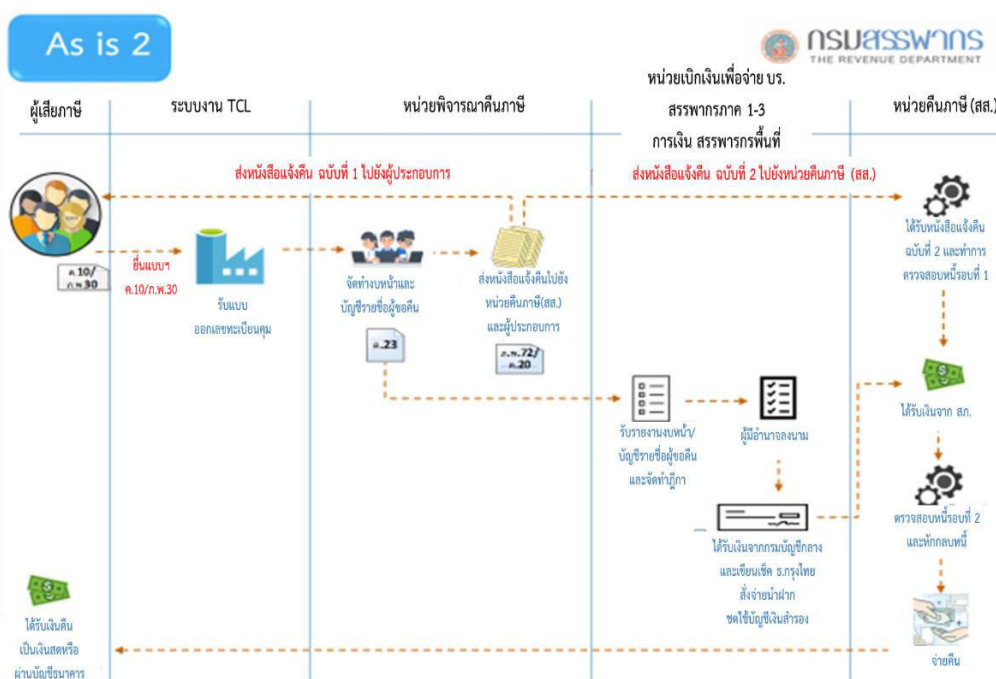 As is 2
กรมสรรพากร
THE REVENUE DEPARTMENT
ผู้เสียภาษี
ระบบงาน TCL
หน่วยพิจารณาคืนภาษี
หน่วยเบิกเงินเพื่อจ่าย บร.
สรรพากรภาค 1-3
การเงิน สรรพารกรพื้นที่
หน่วยคืนภาษี (สส.)
ส่งหนังสือแจ้งคืน ฉบับที่ 1 ไปยังผู้ประกอบการ
ส่งหนังสือแจ้งคืน ฉบับที่ 2 ไปยังหน่วยคืนภาษี (สส.)
ค.10/
ภ.พ.30
ยื่นแบบฯ
ค.10/ภ.พ.30
รับแบบ
ออกเลขทะเบียนคุม
จัดทำงบหน้าและ
บัญชีรายชื่อผู้ขอคืน
ค.23
ส่งหนังสือแจ้งคืนไปยัง
หน่วยคืนภาษี(สส.)
และผู้ประกอบการ
ภ.พ.72/
ค.20
ได้รับหนังสือแจ้งคืน
ฉบับที่ 2 และทำการ
ตรวจสอบหนี้รอบที่ 1
รับรายงานงบหน้า/
บัญชีรายชื่อผู้ขอคืน
และจัดทำฎีกา
ผู้มีอำนาจลงนาม
ได้รับเงินจาก สภ.
ได้รับเงินจากกรมบัญชีกลาง
และเขียนเช็ค ธ.กรุงไทย
สั่งจ่ายนำฝาก
ชดใช้บัญชีเงินสำรอง
ตรวจสอบหนี้รอบที่ 2
และหักกลบหนี้
จ่ายคืน
ได้รับเงินคืน
เป็นเงินสดหรือ
ผ่านบัญชีธนาคาร